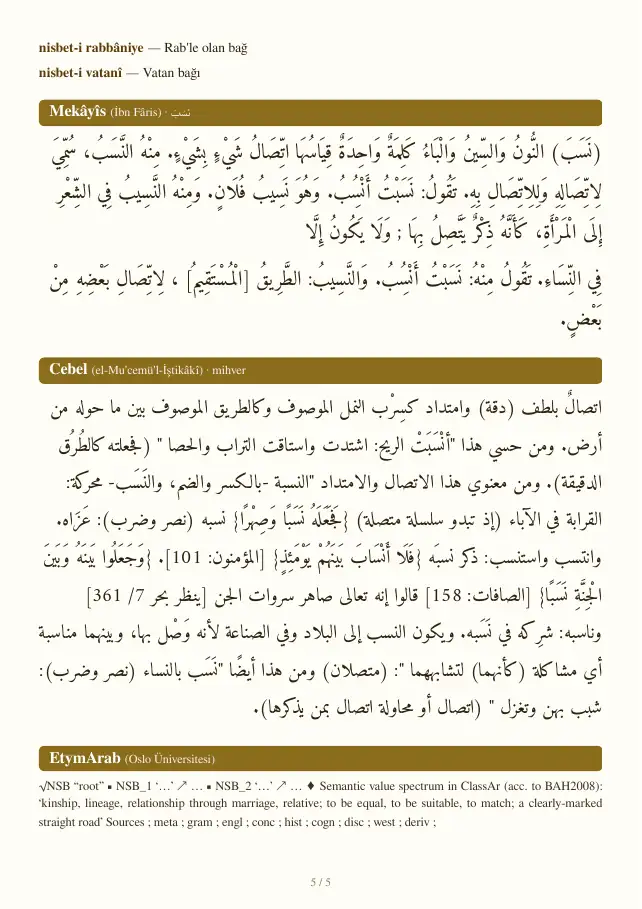 nisbet-i rabbâniye — Rab'le olan bağ
nisbet-i vatanî — Vatan bağı
Mekâyîs (İbn Fâris) · نسب
(نَسَبَ) النُّونُ وَالسِّينُ وَالْبَاءُ كَلِمَةٌ وَاحِدَةٌ قِيَاسُهَا اتِّصَالُ شَيْءٍ بِشَيْءٍ. مِنْهُ النَّسَبُ، سُمِّيَ
لِاتِّصَالِهِ وَلِلِاتِّصَالِ بِهِ. تَقُولُ: نَسَبْتُ أَنْسُبُ. وَهُوَ نَسِيبُ فُلَانٍ. وَمِنْهُ النَّسِيبُ فِي الشِّعْرِ
إِلَى الْمَرْأَةِ، كَأَنَّهُ ذِكْرٌ يَتَّصِلُ بِهَا ; وَلَا يَكُونُ إِلَّا
فِي النِّسَاءِ. تَقُولُ مِنْهُ: نَسَبْتُ أَنْسُبُ. وَالنَّسِيبُ: الطَّرِيقُ [الْمُسْتَقِيمُ] ، لِاتِّصَالِ بَعْضِهِ مِنْ
بَعْضٍ.
Cebel (el-Mu'cemü'l-İştikâkî) · mihver
اتصالٌ بلطف (دقة) وامتداد كسِرْب النمل الموصوف وكالطريق الموصوف بين ما حوله من
أرض. ومن حسي هذا "أنْسَبَتْ الريح: اشتدت واستاقت التراب والحصا " (فجعلته كالطُرُق
الدقيقة). ومن معنوي هذا الاتصال والامتداد "النسبة -بالكسر والضم، والنَسَب- محركة:
القرابة في الآباء (إذ تبدو سلسلة متصلة) {فَجَعَلَهُ نَسَبًا وَصِهْرًا} نسبه (نصر وضرب): عَزَاه.
وانتسب واستنسب: ذكر نسبَه {فَلَا أَنْسَابَ بَيْنَهُمْ يَوْمَئِذٍ} [المؤمنون: 101]. {وَجَعَلُوا بَيْنَهُ وَبَيْنَ
الْجِنَّةِ نَسَبًا} [الصافات: 158] قالوا إنه تعالى صاهر سروات الجن [ينظر بحر 7/ 361]
وناسبه: شرِكه في نَسَبه. ويكون النسب إلى البلاد وفي الصناعة لأنه وَصْل بها، وبينهما مناسبة
أي مشاكلة (كأنهما) لتشابههما ": (متصلان) ومن هذا أيضًا "نَسَب بالنساء (نصر وضرب):
شبب بهن وتغزل " (اتصال أو محاولة اتصال بمن يذكرها).
EtymArab (Oslo Üniversitesi)
√NSB “root” ▪ NSB_1 ‘…’ ↗ … ▪ NSB_2 ‘…’ ↗ … ♦ Semantic value spectrum in ClassAr (acc. to BAH2008):
‘kinship, lineage, relationship through marriage, relative; to be equal, to be suitable, to match; a clearly-marked
straight road’ Sources ; meta ; gram ; engl ; conc ; hist ; cogn ; disc ; west ; deriv ;
5 / 5